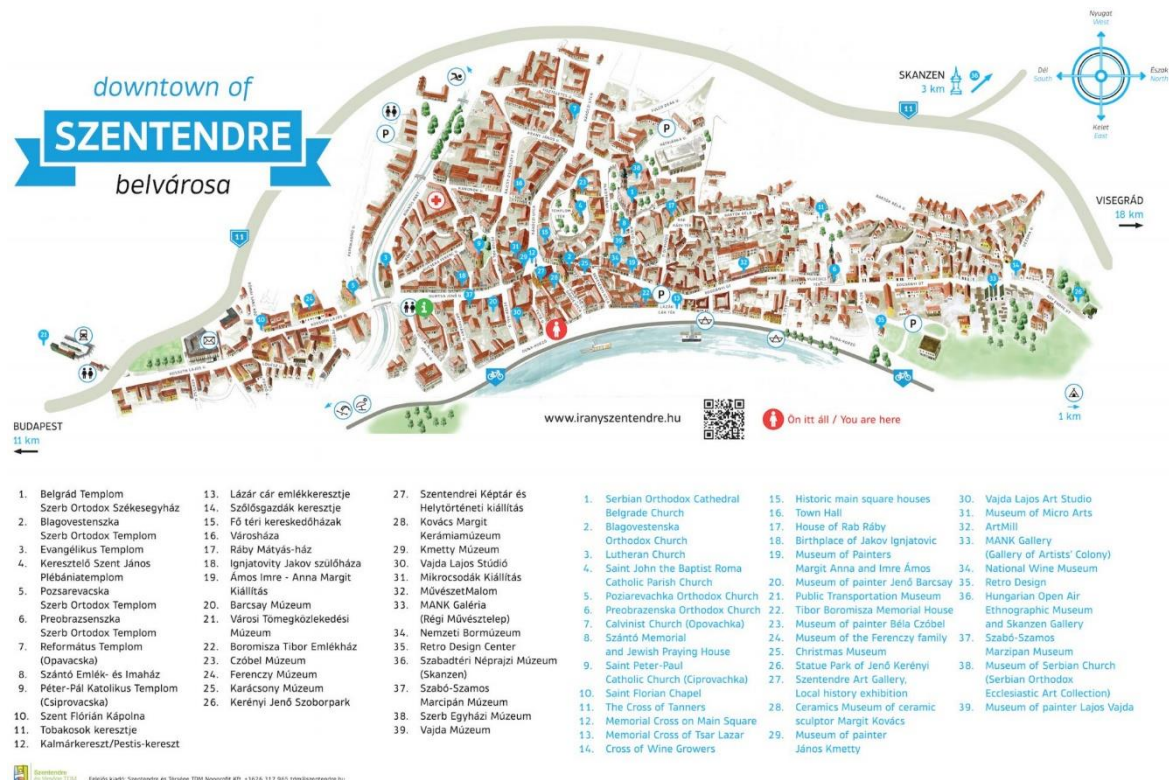 downtown of
SZENTENDRE
belvárosa
Nyugat
West
Dél
South
Észak
North
Kelet
East
SKANZEN
3 km
36
11
VISEGRÁD
18 km
11
BUDAPEST
11 km
1 km
www.iranyszentendre.hu
Ön itt áll / You are here
1. Belgrád Templom
Szerb Ortodox Székesegyház
2. Blagovestenszka
Szerb Ortodox Templom
3. Evangélikus Templom
4. Keresztelő Szent János
Plébániatemplom
5. Pozsarevacska
Szerb Ortodox Templom
6. Preobrazsenszka
Szerb Ortodox Templom
7. Református Templom
(Opavacska)
8. Szántó Emlék- és Imaház
9. Péter-Pál Katolikus Templom
(Csiprovacska)
10. Szent Flórián Kápolna
11. Tobakosok keresztje
12. Kalmárkereszt/Pestis-kereszt
13. Lázár cár emlékkeresztje
14. Szőlősgazdák keresztje
15. Fő téri kereskedőházak
16. Városháza
17. Ráby Mátyás-ház
18. Ignjatovity Jakov szülőháza
19. Ámos Imre - Anna Margit
Kiállítás
20. Barcsay Múzeum
21. Városi Tömegközlekedési
Múzeum
22. Boromisza Tibor Emlékház
23. Czóbel Múzeum
24. Ferenczy Múzeum
25. Karácsony Múzeum
26. Kerényi Jenő Szoborpark
27. Szentendrei Képtár és
Helytörténeti kiállítás
28. Kovács Margit
Kerámiamúzeum
29. Kmetty Múzeum
30. Vajda Lajos Stúdió
31. Mikrocsodák Kiállítás
32. MűvészetMalom
33. MANK Galéria
(Régi Művésztelep)
34. Nemzeti Bormúzeum
35. Retro Design Center
36. Szabadtéri Néprajzi Múzeum
(Skanzen)
37. Szabó-Szamos
Marcipán Múzeum
38. Szerb Egyházi Múzeum
39. Vajda Múzeum
1. Serbian Orthodox Cathedral
Belgrade Church
2. Blagovestenska
Orthodox Church
3. Lutheran Church
4. Saint John the Baptist Roma
Catholic Parish Church
5. Poziarevachka Orthodox Church
6. Preobrazenska Orthodox Church
7. Calvinist Church (Opovachka)
8. Szántó Memorial
and Jewish Praying House
9. Saint Peter-Paul
Catholic Church (Ciprovachka)
10. Saint Florian Chapel
11. The Cross of Tanners
12. Memorial Cross on Main Square
13. Memorial Cross of Tsar Lazar
14. Cross of Wine Growers
15. Historic main square houses
16. Town Hall
17. House of Rab Ráby
18. Birthplace of Jakov Ignjatovic
19. Museum of Painters
Margit Anna and Imre Ámos
20. Museum of painter Jenő Barcsay
21. Public Transportation Museum
22. Tibor Boromisza Memorial House
23. Museum of painter Béla Czóbel
24. Museum of the Ferenczy family
25. Christmas Museum
26. Statue Park of Jenő Kerényi
27. Szentendre Art Gallery,
Local history exhibition
28. Ceramics Museum of ceramic
sculptor Margit Kovács
29. Museum of painter
János Kmetty
30. Vajda Lajos Art Studio
31. Museum of Micro Arts
32. ArtMill
33. MANK Gallery
(Gallery of Artists' Colony)
34. National Wine Museum
35. Retro Design
36. Hungarian Open Air
Ethnographic Museum
and Skanzen Gallery
37. Szabó-Szamos
Marzipan Museum
38. Museum of Serbian Church
(Serbian Orthodox
Ecclesiastic Art Collection)
39. Museum of painter Lajos Vajda